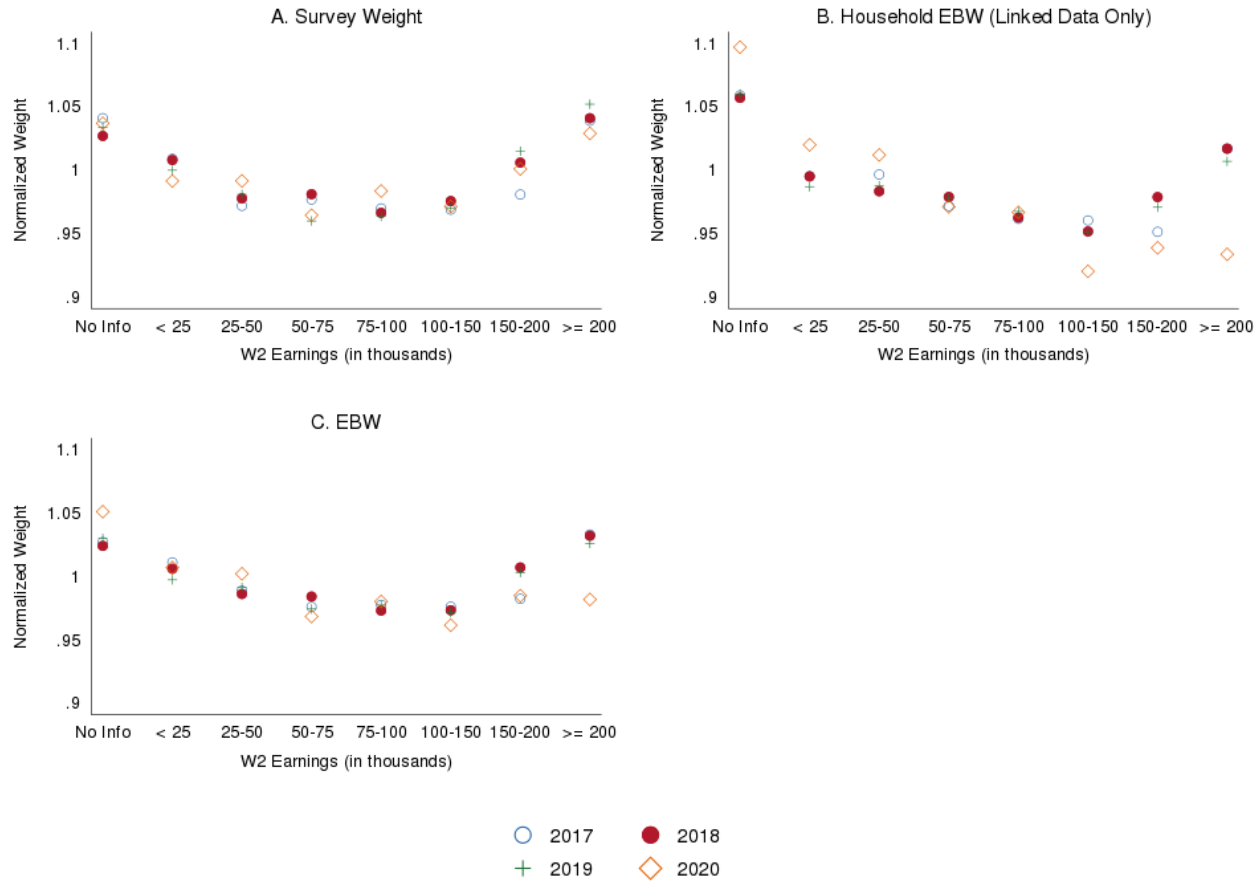 A. Survey Weight
Normalized Weight
1.1
1.05
1
.95
.9
No Info < 25 25-50 50-75 75-100 100-150 150-200 >= 200
W2 Earnings (in thousands)
B. Household EBW (Linked Data Only)
Normalized Weight
1.1
1.05
1
.95
.9
No Info < 25 25-50 50-75 75-100 100-150 150-200 >= 200
W2 Earnings (in thousands)
C. EBW
Normalized Weight
1.1
1.05
1
.95
.9
No Info < 25 25-50 50-75 75-100 100-150 150-200 >= 200
W2 Earnings (in thousands)
2017 2018
2019 2020